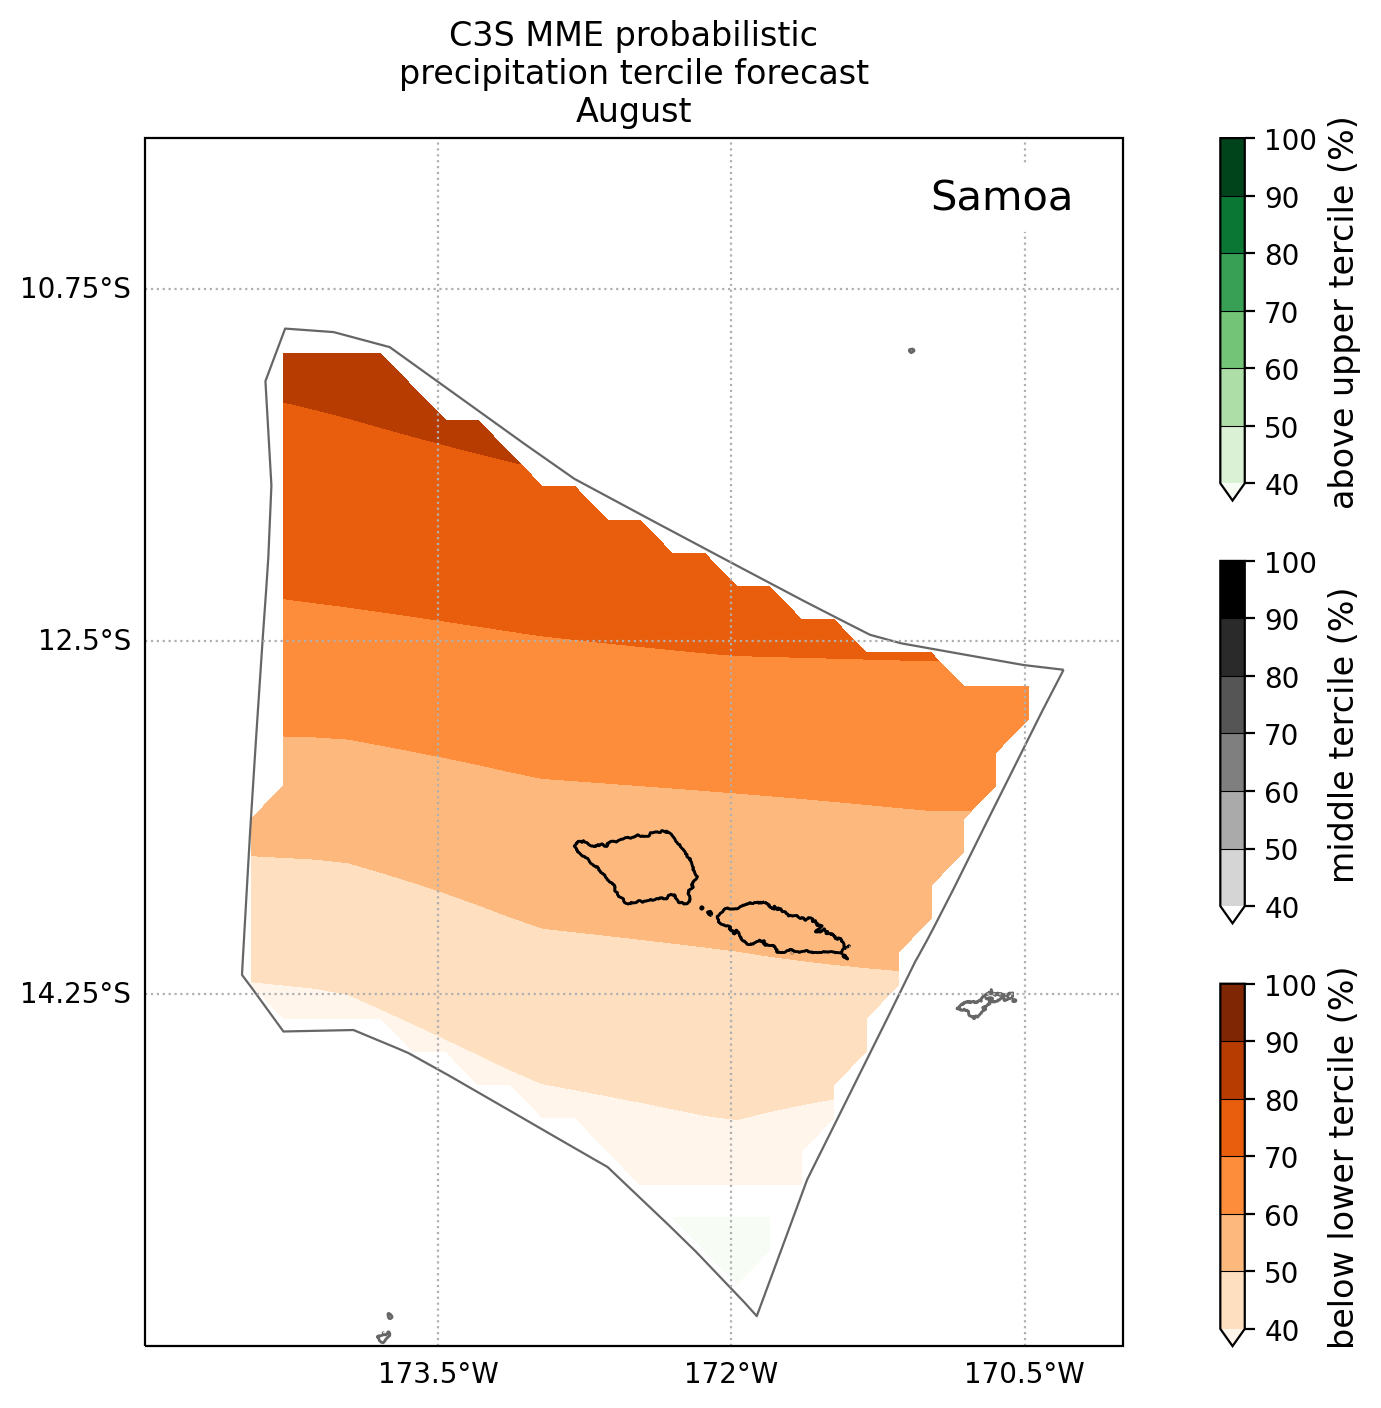 C3S MME probabilistic
precipitation tercile forecast
August
Samoa
10.75°S
12.5°S
14.25°S
173.5°W
172°W
170.5°W
100
90
80
70
60
50
40
above upper tercile (%)
100
90
80
70
60
50
40
middle tercile (%)
100
90
80
70
60
50
40
below lower tercile (%)